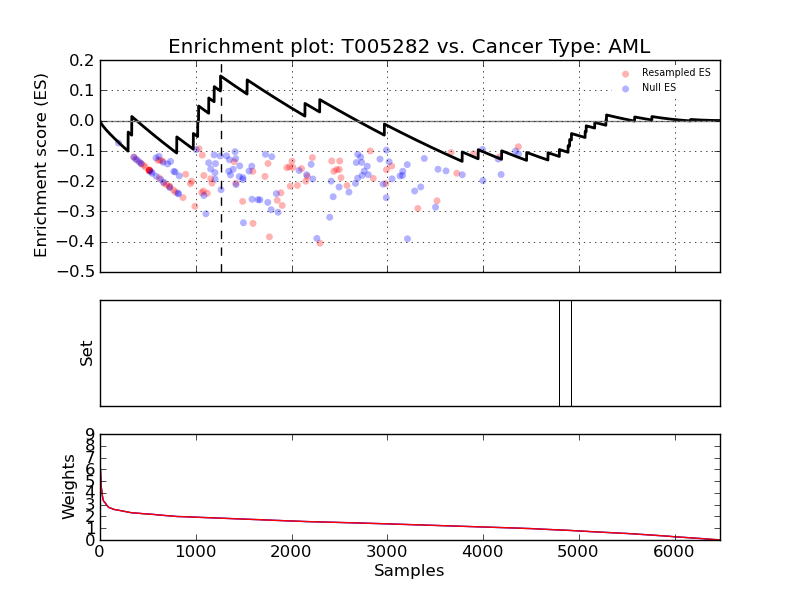 Enrichment plot: T005282 vs. Cancer Type: AML
Enrichment score (ES)
0.2
0.1
0.0
−0.1
−0.2
−0.3
−0.4
−0.5
Resampled ES
Null ES
Set
Weights
9
8
7
6
5
4
3
2
1
0
0 1000 2000 3000 4000 5000 6000
Samples